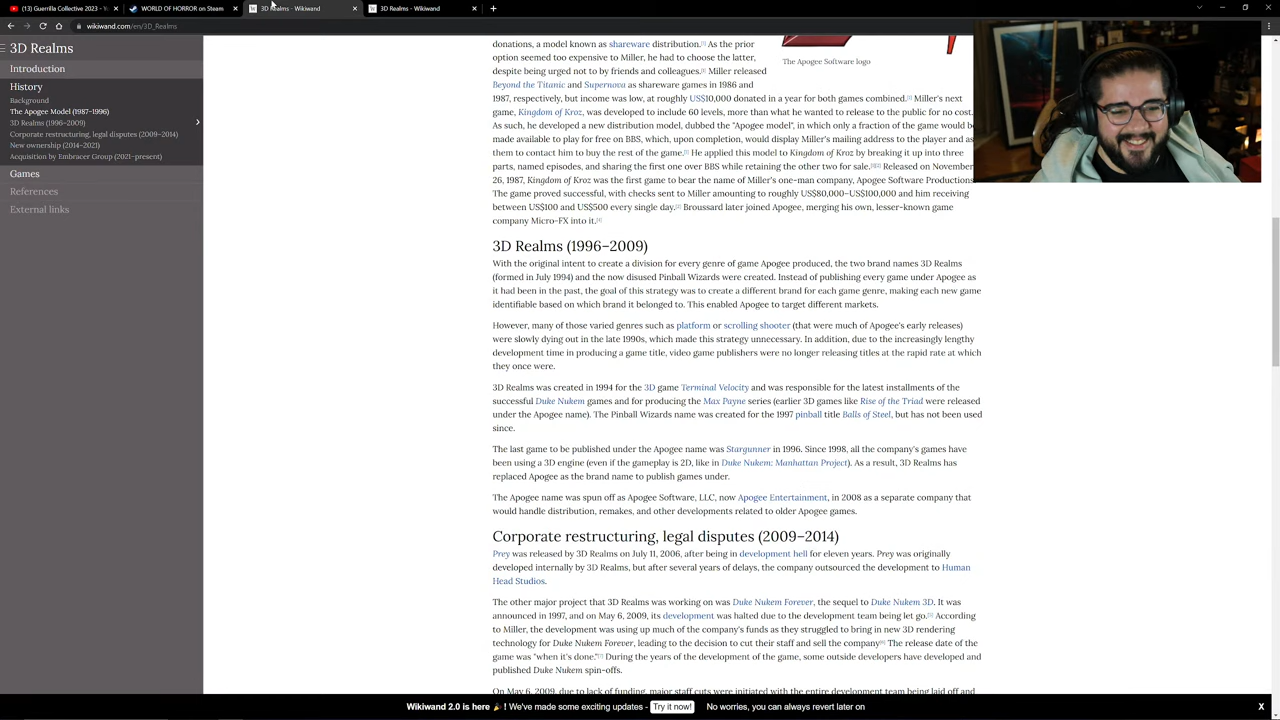 (13) Guerrilla Collective 2023 - Y
WORLD OF HORROR on Steam
3D Realms - Wikiwand
3D Realms - Wikiwand
wikiwand.com/en/3D_Realms
3D Realms
Introduction
History
Background
The Apogee Model (1987–1996)
3D Realms (1996–2009)
Corporate restructuring, legal disputes (2009–2014)
New ownership (2014–2021)
Acquisition by Embracer Group (2021–present)
Games
References
External links
donations, a model known as shareware distribution.[1] As the prior
option seemed too expensive to Miller, he had to choose the latter,
despite being urged not to by friends and colleagues.[1] Miller released
Beyond the Titanic and Supernova as shareware games in 1986 and
1987, respectively, but income was low, at roughly US$10,000 donated in a year for both games combined.[1] Miller's next
game, Kingdom of Kroz, was developed to include 60 levels, more than what he wanted to release to the public for no cost.
As such, he developed a new distribution model, dubbed the "Apogee model", in which only a fraction of the game would be
made available to play for free on BBS, which, upon completion, would display Miller's mailing address to the player and as
them to contact him to buy the rest of the game.[1] He applied this model to Kingdom of Kroz by breaking it up into three
parts, named episodes, and sharing the first one over BBS while retaining the other two for sale.[1][2] Released on November
26, 1987, Kingdom of Kroz was the first game to bear the name of Miller's one-man company, Apogee Software Productions
The game proved successful, with checks sent to Miller amounting to roughly US$80,000–US$100,000 and him receiving
between US$100 and US$500 every single day.[2] Broussard later joined Apogee, merging his own, lesser-known game
company Micro-FX into it.[4]
The Apogee Software logo
3D Realms (1996–2009)
With the original intent to create a division for every genre of game Apogee produced, the two brand names 3D Realms
(formed in July 1994) and the now disused Pinball Wizards were created. Instead of publishing every game under Apogee as
it had been in the past, the goal of this strategy was to create a different brand for each game genre, making each new game
identifiable based on which brand it belonged to. This enabled Apogee to target different markets.
However, many of those varied genres such as platform or scrolling shooter (that were much of Apogee's early releases)
were slowly dying out in the late 1990s, which made this strategy unnecessary. In addition, due to the increasingly lengthy
development time in producing a game title, video game publishers were no longer releasing titles at the rapid rate at which
they once were.
3D Realms was created in 1994 for the 3D game Terminal Velocity and was responsible for the latest installments of the
successful Duke Nukem games and for producing the Max Payne series (earlier 3D games like Rise of the Triad were released
under the Apogee name). The Pinball Wizards name was created for the 1997 pinball title Balls of Steel, but has not been used
since.
The last game to be published under the Apogee name was Stargunner in 1996. Since 1998, all the company's games have
been using a 3D engine (even if the gameplay is 2D, like in Duke Nukem: Manhattan Project). As a result, 3D Realms has
replaced Apogee as the brand name to publish games under.
The Apogee name was spun off as Apogee Software, LLC, now Apogee Entertainment, in 2008 as a separate company that
would handle distribution, remakes, and other developments related to older Apogee games.
Corporate restructuring, legal disputes (2009–2014)
Prey was released by 3D Realms on July 11, 2006, after being in development hell for eleven years. Prey was originally
developed internally by 3D Realms, but after several years of delays, the company outsourced the development to Human
Head Studios.
The other major project that 3D Realms was working on was Duke Nukem Forever, the sequel to Duke Nukem 3D. It was
announced in 1997, and on May 6, 2009, its development was halted due to the development team being let go.[5] According
to Miller, the development was using up much of the company's funds as they struggled to bring in new 3D rendering
technology for Duke Nukem Forever, leading to the decision to cut their staff and sell the company[6] The release date of the
game was "when it's done."[7] During the years of the development of the game, some outside developers have developed and
published Duke Nukem spin-offs.
On May 6, 2009, due to lack of funding, major staff cuts were initiated with the entire development team being laid off and
Wikiwand 2.0 is here 🎉! We've made some exciting updates - Try it now! No worries, you can always revert later on X